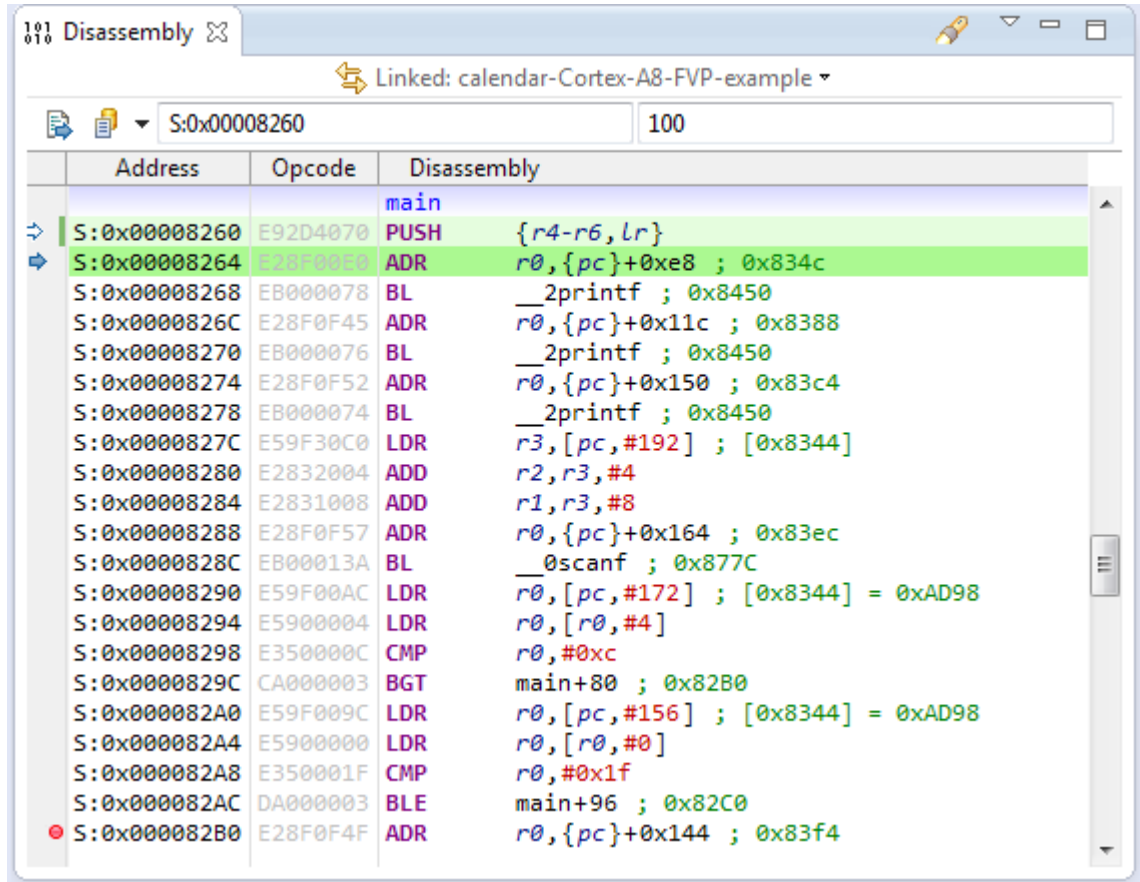 Disassembly
Linked: calendar-Cortex-A8-FVP-example
S:0x00008260 100
Address Opcode Disassembly
main
S:0x00008260 E92D4070 PUSH {r4-r6,lr}
S:0x00008264 E28F00E0 ADR r0,{pc}+0xe8 ; 0x834c
S:0x00008268 EB000078 BL __2printf ; 0x8450
S:0x0000826C E28F0F45 ADR r0,{pc}+0x11c ; 0x8388
S:0x00008270 EB000076 BL __2printf ; 0x8450
S:0x00008274 E28F0F52 ADR r0,{pc}+0x150 ; 0x83c4
S:0x00008278 EB000074 BL __2printf ; 0x8450
S:0x0000827C E59F30C0 LDR r3,[pc,#192] ; [0x8344]
S:0x00008280 E2832004 ADD r2,r3,#4
S:0x00008284 E2831008 ADD r1,r3,#8
S:0x00008288 E28F0F57 ADR r0,{pc}+0x164 ; 0x83ec
S:0x0000828C EB00013A BL __0scanf ; 0x877C
S:0x00008290 E59F00AC LDR r0,[pc,#172] ; [0x8344] = 0xAD98
S:0x00008294 E5900004 LDR r0,[r0,#4]
S:0x00008298 E350000C CMP r0,#0xc
S:0x0000829C CA000003 BGT main+80 ; 0x82B0
S:0x000082A0 E59F009C LDR r0,[pc,#156] ; [0x8344] = 0xAD98
S:0x000082A4 E5900000 LDR r0,[r0,#0]
S:0x000082A8 E350001F CMP r0,#0x1f
S:0x000082AC DA000003 BLE main+96 ; 0x82C0
S:0x000082B0 E28F0F4F ADR r0,{pc}+0x144 ; 0x83f4